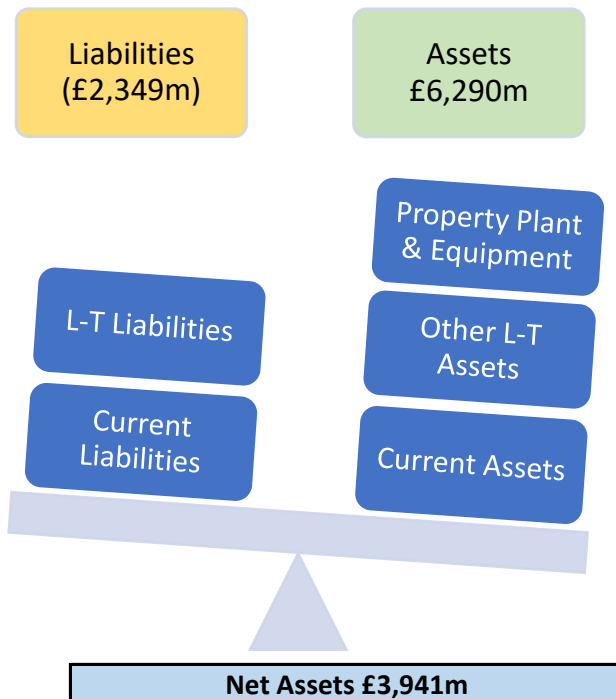 Liabilities
(£2,349m)
Assets
£6,290m
Property Plant
& Equipment
L-T Liabilities
Other L-T
Assets
Current
Liabilities
Current Assets
Net Assets £3,941m